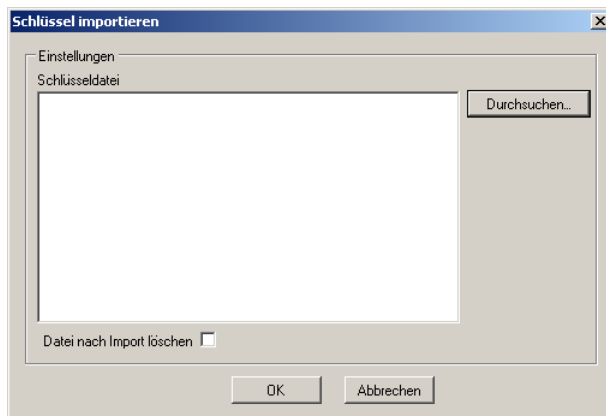 Schlüssel importieren
Einstellungen
Schlüsseldatei
Durchsuchen...
Datei nach Import löschen
OK
Abbrechen